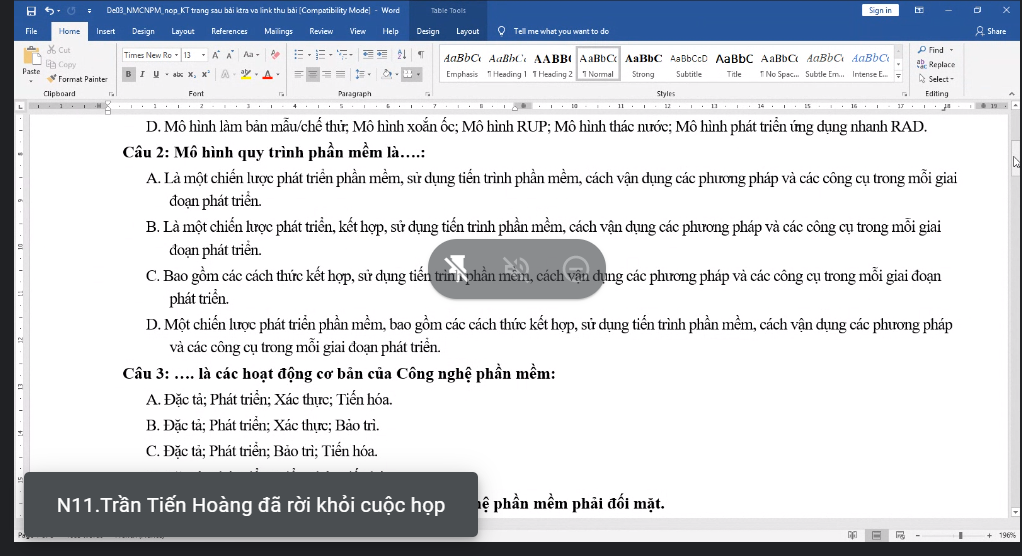 De03_NMCNPM_nop_KT trang sau bài ktra va link thu bài [Compatibility Mode] - Word
Table Tools
Sign in
File Home Insert Design Layout References Mailings Review View Help Design Layout Tell me what you want to do Share
Cut
Copy
Format Painter
Paste
Times New Ro 13
Emphasis ¶ Heading 1 ¶ Heading 2 ¶ Normal Strong Subtitle Title ¶ No Spac... Subtle Em... Intense E...
Find
Replace
Select
Clipboard Font Paragraph Styles Editing
D. Mô hình làm bản mẫu/chế thử; Mô hình xoắn ốc; Mô hình RUP; Mô hình thác nước; Mô hình phát triển ứng dụng nhanh RAD.
Câu 2: Mô hình quy trình phần mềm là….:
A. Là một chiến lược phát triển phần mềm, sử dụng tiến trình phần mềm, cách vận dụng các phương pháp và các công cụ trong mỗi giai
đoạn phát triển.
B. Là một chiến lược phát triển, kết hợp, sử dụng tiến trình phần mềm, cách vận dụng các phương pháp và các công cụ trong mỗi giai
đoạn phát triển.
C. Bao gồm các cách thức kết hợp, sử dụng tiến trình phần mềm, cách vận dụng các phương pháp và các công cụ trong mỗi giai đoạn
phát triển.
D. Một chiến lược phát triển phần mềm, bao gồm các cách thức kết hợp, sử dụng tiến trình phần mềm, cách vận dụng các phương pháp
và các công cụ trong mỗi giai đoạn phát triển.
Câu 3: …. là các hoạt động cơ bản của Công nghệ phần mềm:
A. Đặc tả; Phát triển; Xác thực; Tiến hóa.
B. Đặc tả; Phát triển; Xác thực; Bảo trì.
C. Đặc tả; Phát triển; Bảo trì; Tiến hóa.
N11.Trần Tiến Hoàng đã rời khỏi cuộc họp
hệ phần mềm phải đối mặt.
196%